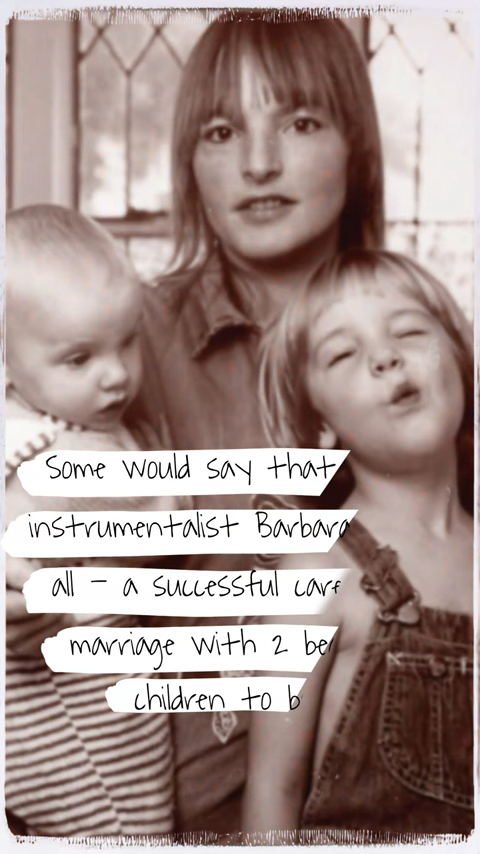 Some would say that
instrumentalist Barbara
all - a successful
marriage with 2
children to